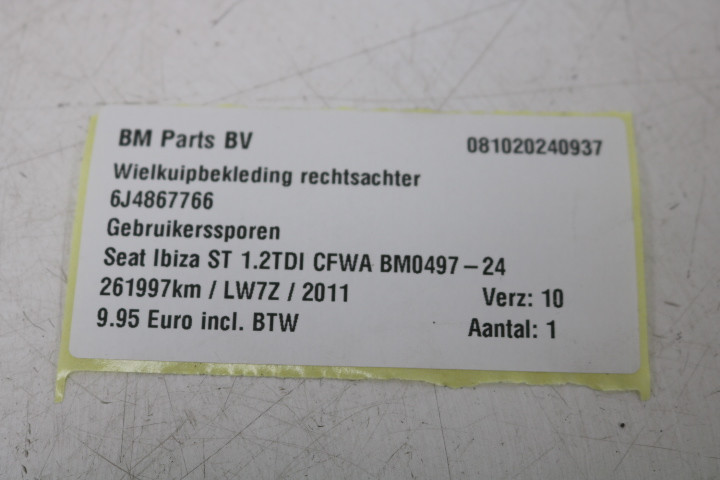 BM Parts BV 081020240937
Wielkuipbekleding rechtsachter
6J4867766
Gebruikerssporen
Seat Ibiza ST 1.2TDI CFWA BM0497-24
261997km / LW7Z / 2011 Verz: 10
9.95 Euro incl. BTW Aantal: 1